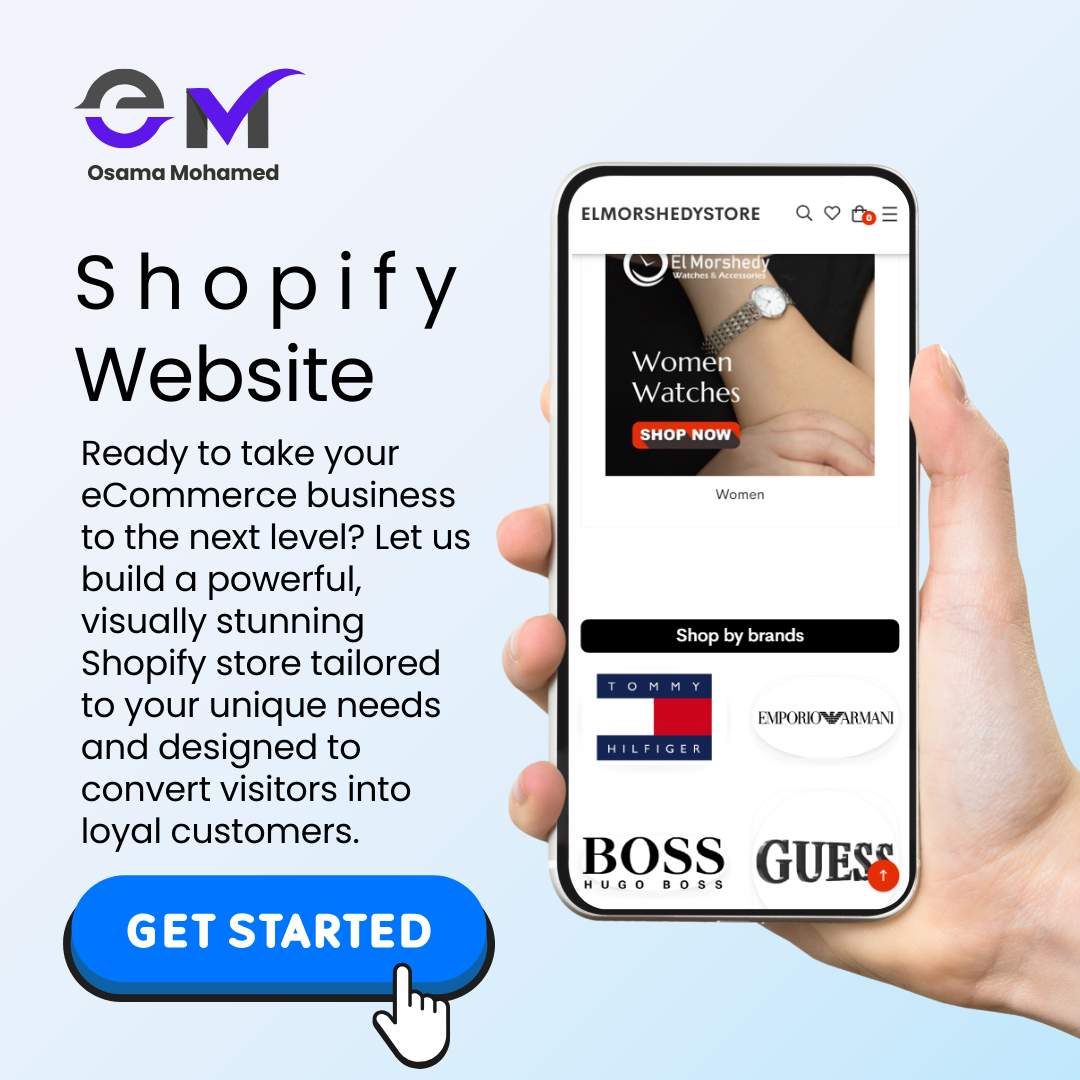 em
Osama Mohamed
Shopify
Website
Ready to take your
eCommerce business
to the next level? Let us
build a powerful,
visually stunning
Shopify store tailored
to your unique needs
and designed to
convert visitors into
loyal customers.
GET STARTED
ELMORSHEDYSTORE
0
El Morshedy
Watches & Accessories
Women
Watches
SHOP NOW
Women
Shop by brands
TOMMY
HILFIGER
EMPORIO ARMANI
BOSS
HUGO BOSS
GUESS